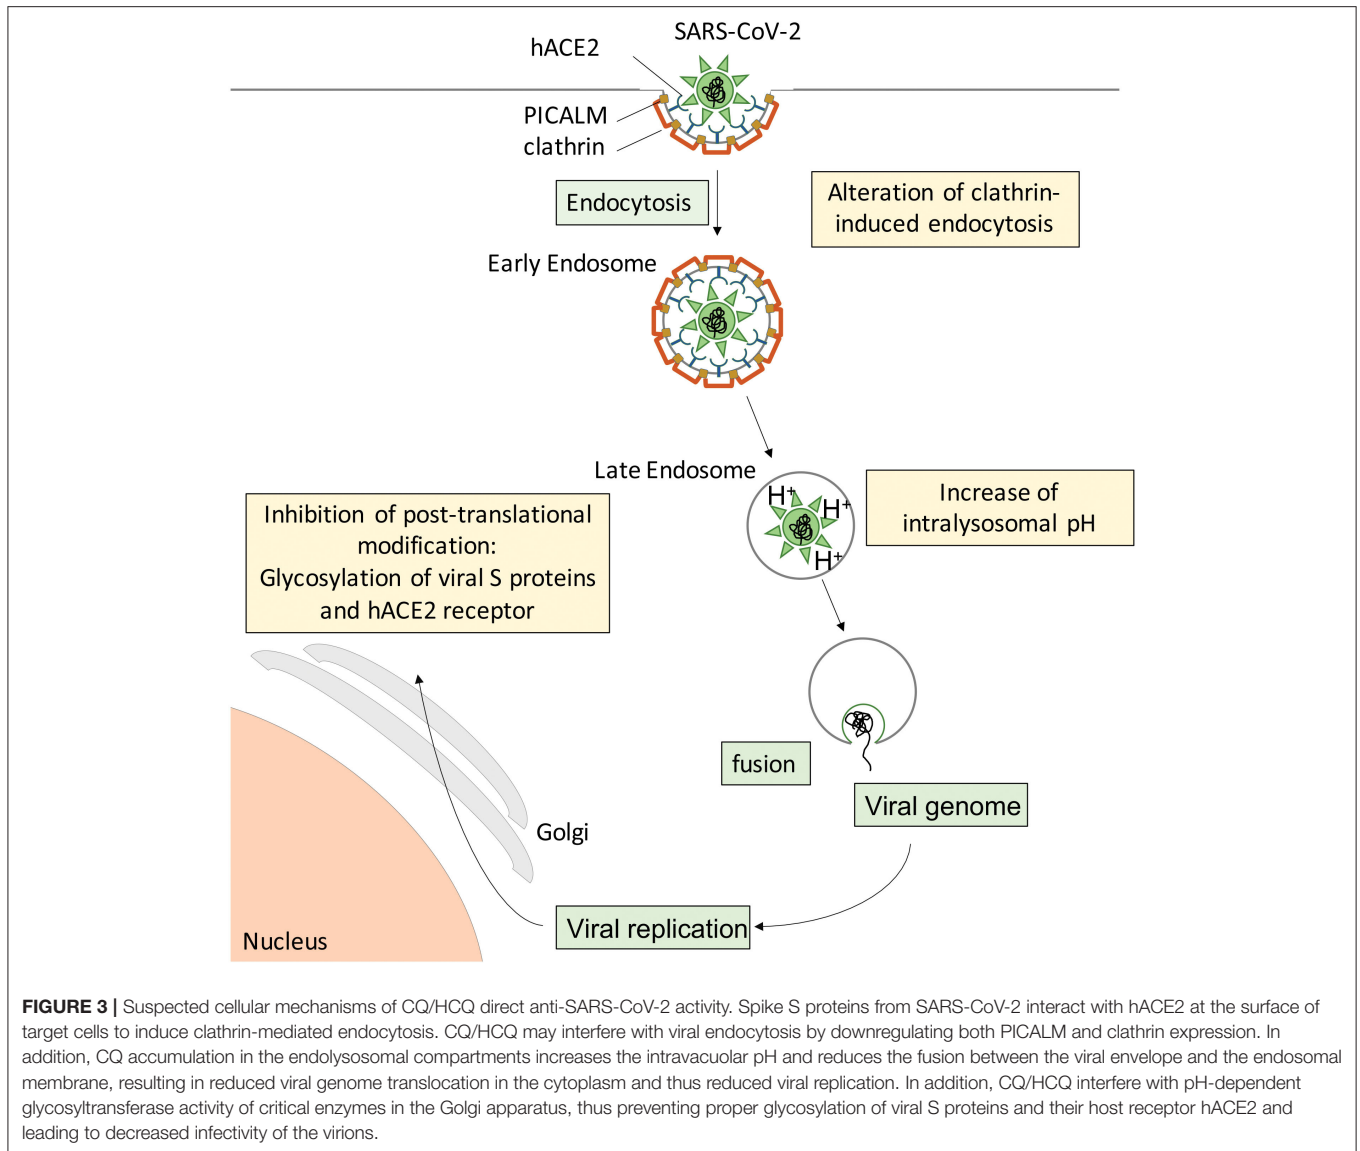 SARS-CoV-2
hACE2
PICALM
clathrin
Endocytosis
Alteration of clathrin-
induced endocytosis
Early Endosome
Late Endosome
H+
H+
H+
Increase of
intralysosomal pH
Inhibition of post-translational
modification:
Glycosylation of viral S proteins
and hACE2 receptor
fusion
Viral genome
Golgi
Viral replication
Nucleus
FIGURE 3 | Suspected cellular mechanisms of CQ/HCQ direct anti-SARS-CoV-2 activity. Spike S proteins from SARS-CoV-2 interact with hACE2 at the surface of
target cells to induce clathrin-mediated endocytosis. CQ/HCQ may interfere with viral endocytosis by downregulating both PICALM and clathrin expression. In
addition, CQ accumulation in the endolysosomal compartments increases the intravacuolar pH and reduces the fusion between the viral envelope and the endosomal
membrane, resulting in reduced viral genome translocation in the cytoplasm and thus reduced viral replication. In addition, CQ/HCQ interfere with pH-dependent
glycosyltransferase activity of critical enzymes in the Golgi apparatus, thus preventing proper glycosylation of viral S proteins and their host receptor hACE2 and
leading to decreased infectivity of the virions.